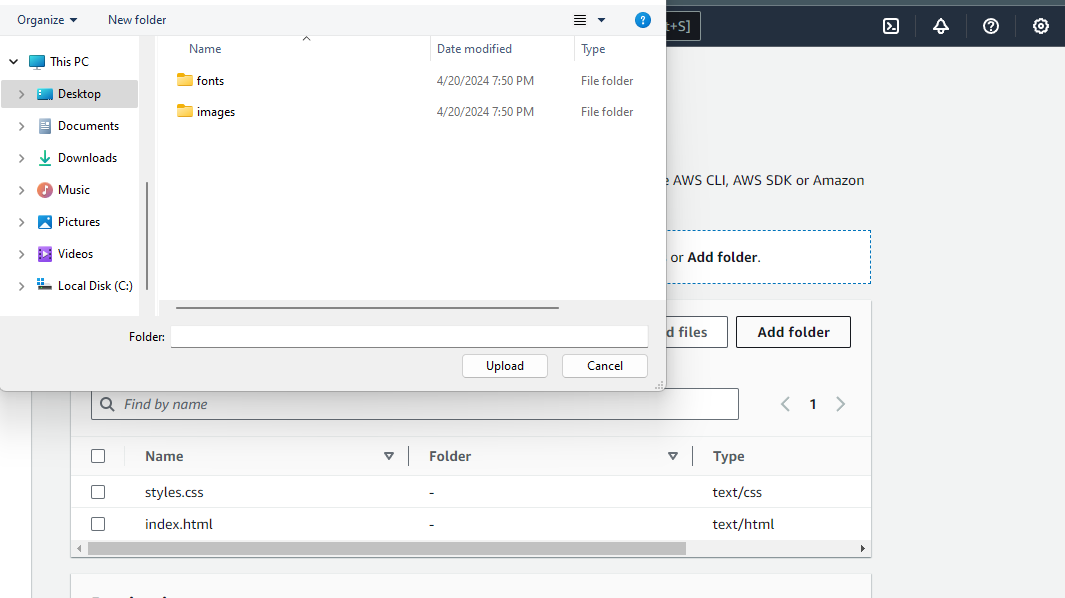 Organize New folder
t+S]
Name Date modified Type
This PC
fonts 4/20/2024 7:50 PM File folder
Desktop
images 4/20/2024 7:50 PM File folder
Documents
Downloads
Music
Pictures
Videos
Local Disk (C:)
AWS CLI, AWS SDK or Amazon
or Add folder.
Folder:
files
Add folder
Upload Cancel
Find by name
1
Name Folder Type
styles.css - text/css
index.html - text/html